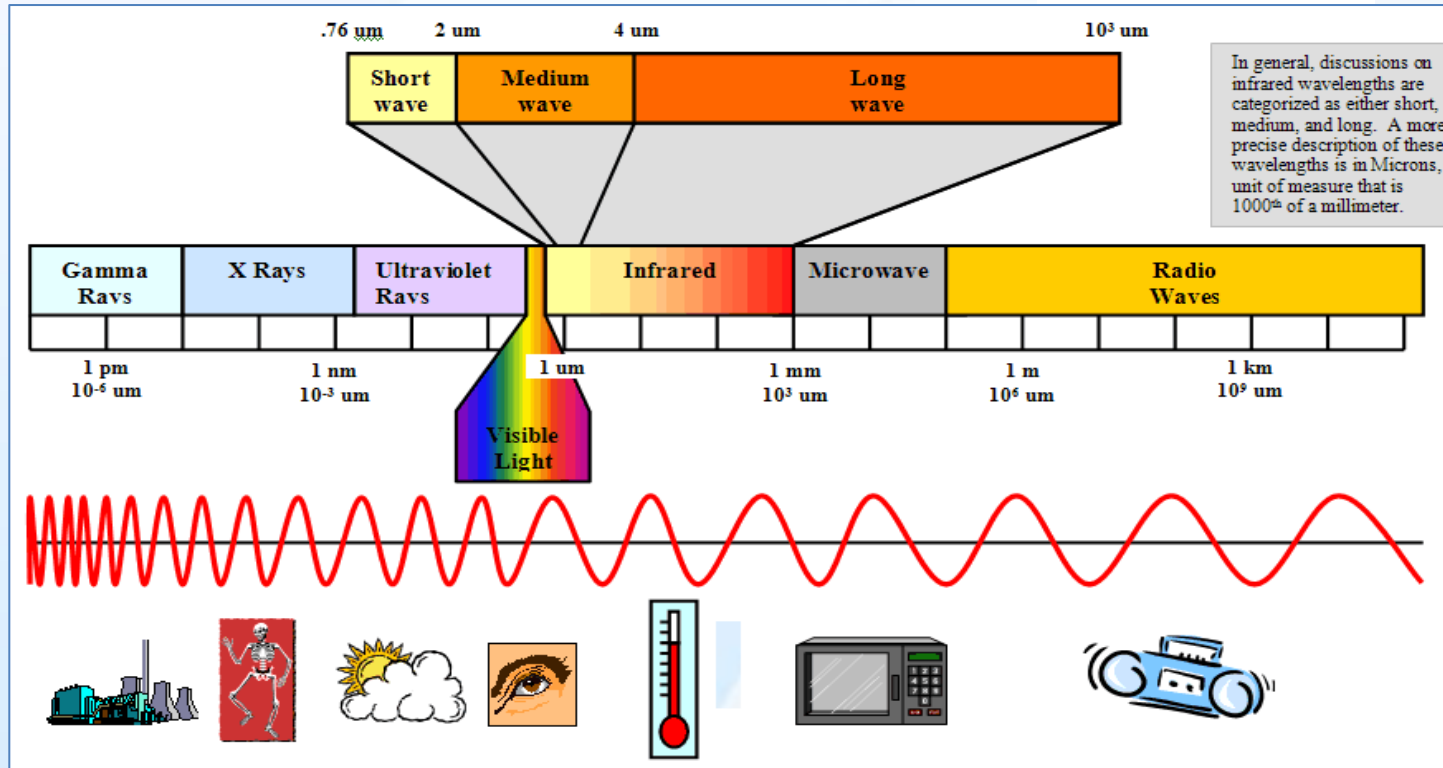 .76 um 2 um 4 um 10³ um
Short
wave
Medium
wave
Long
wave
In general, discussions on
infrared wavelengths are
categorized as either short,
medium, and long. A more
precise description of these
wavelengths is in Microns,
unit of measure that is
1000ᵗʰ of a millimeter.
Gamma
Ravs
X Rays
Ultraviolet
Ravs
Infrared
Microwave
Radio
Waves
1 pm
10⁻⁶ um
1 nm
10⁻³ um
1 um
1 mm
10³ um
1 m
10⁶ um
1 km
10⁹ um
Visible
Light